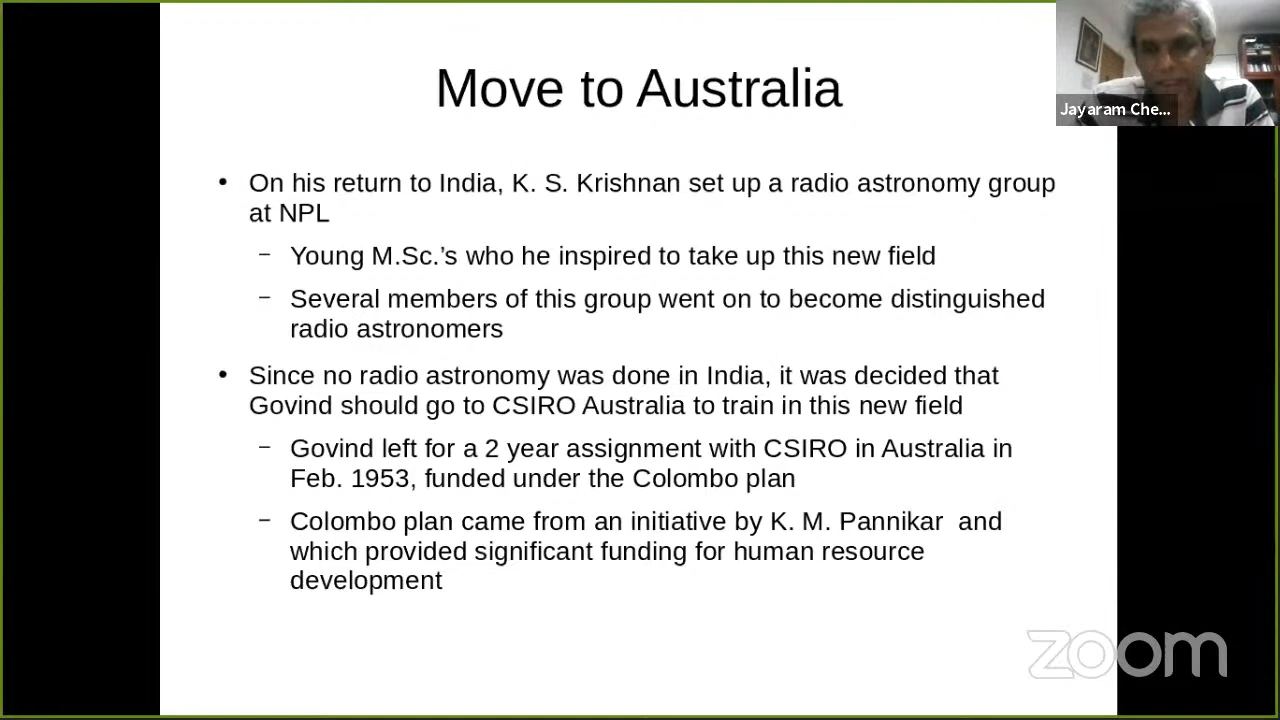 Move to Australia
Jayaram Che...
• On his return to India, K. S. Krishnan set up a radio astronomy group
at NPL
– Young M.Sc.’s who he inspired to take up this new field
– Several members of this group went on to become distinguished
radio astronomers
• Since no radio astronomy was done in India, it was decided that
Govind should go to CSIRO Australia to train in this new field
– Govind left for a 2 year assignment with CSIRO in Australia in
Feb. 1953, funded under the Colombo plan
– Colombo plan came from an initiative by K. M. Pannikar  and
which provided significant funding for human resource
development
zoom